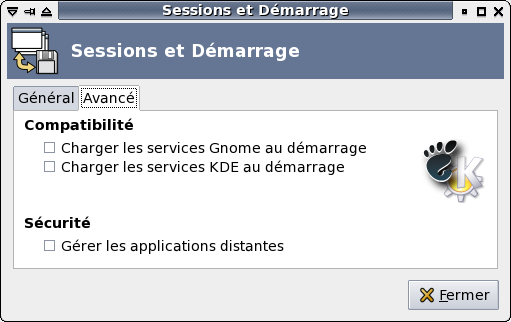 Sessions et Démarrage
Sessions et Démarrage
Général Avancé
Compatibilité
Charger les services Gnome au démarrage
Charger les services KDE au démarrage
Sécurité
Gérer les applications distantes
Fermer